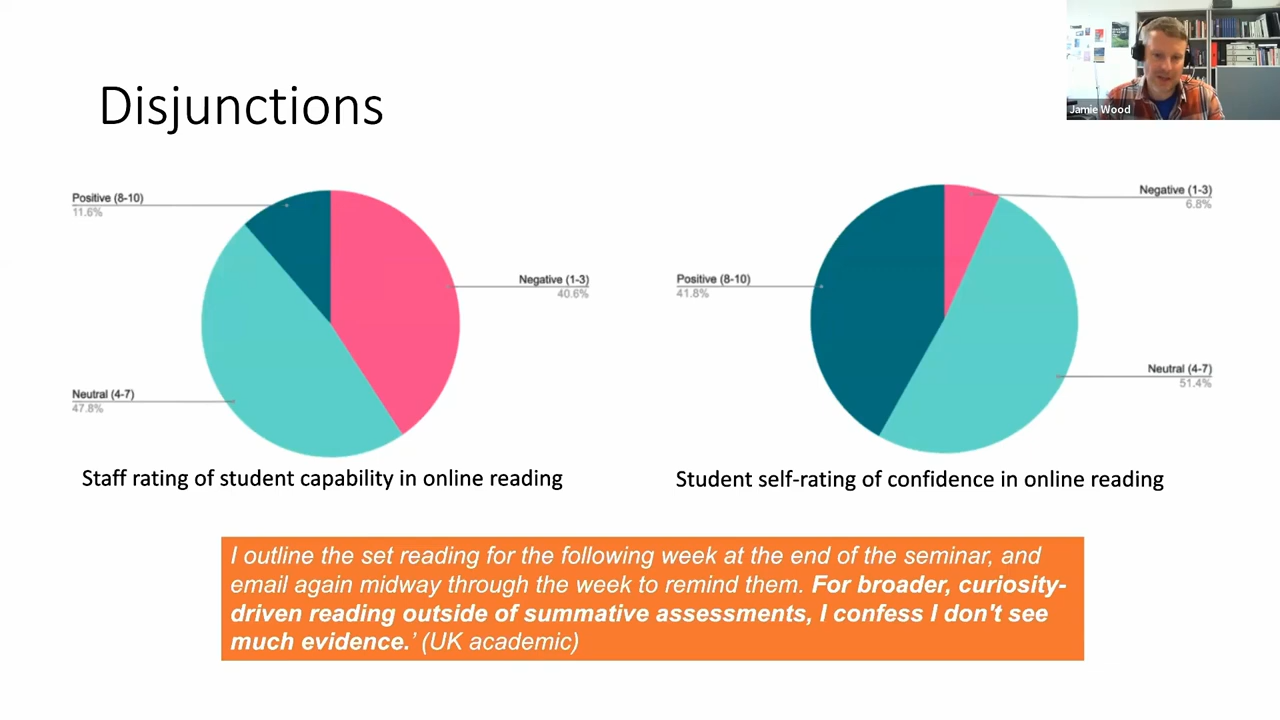 Disjunctions
Jamie Wood
Positive (8-10)
11.6%
Negative (1-3)
40.6%
Neutral (4-7)
47.8%
Staff rating of student capability in online reading
Negative (1-3)
6.8%
Positive (8-10)
41.8%
Neutral (4-7)
51.4%
Student self-rating of confidence in online reading
I outline the set reading for the following week at the end of the seminar, and
email again midway through the week to remind them. For broader, curiosity-
driven reading outside of summative assessments, I confess I don't see
much evidence.’ (UK academic)